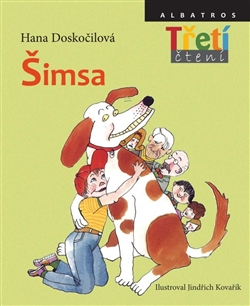 ALBATROS
Hana Doskočilová
Třetí
čtení
Šimsa
Ilustroval Jindřich Kovařík